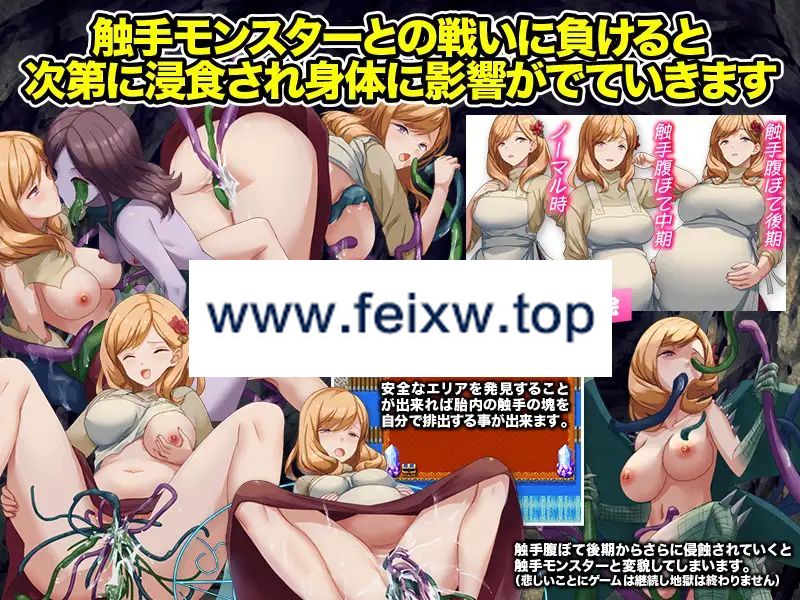 触手モンスターとの戦いに負けると
次第に浸食され身体に影響がでていきます
ノーマル時
触手腹ぼて中期
触手腹ぼて後期
www.feixw.top
安全なエリアを発見すること
が出来れば胎内の触手の塊を
自分で排出する事が出来ます。
触手腹ぼて後期からさらに侵蝕されていくと
触手モンスターと変貌してしまいます。
(悲しいことにゲームは継続し地獄は終わりません)